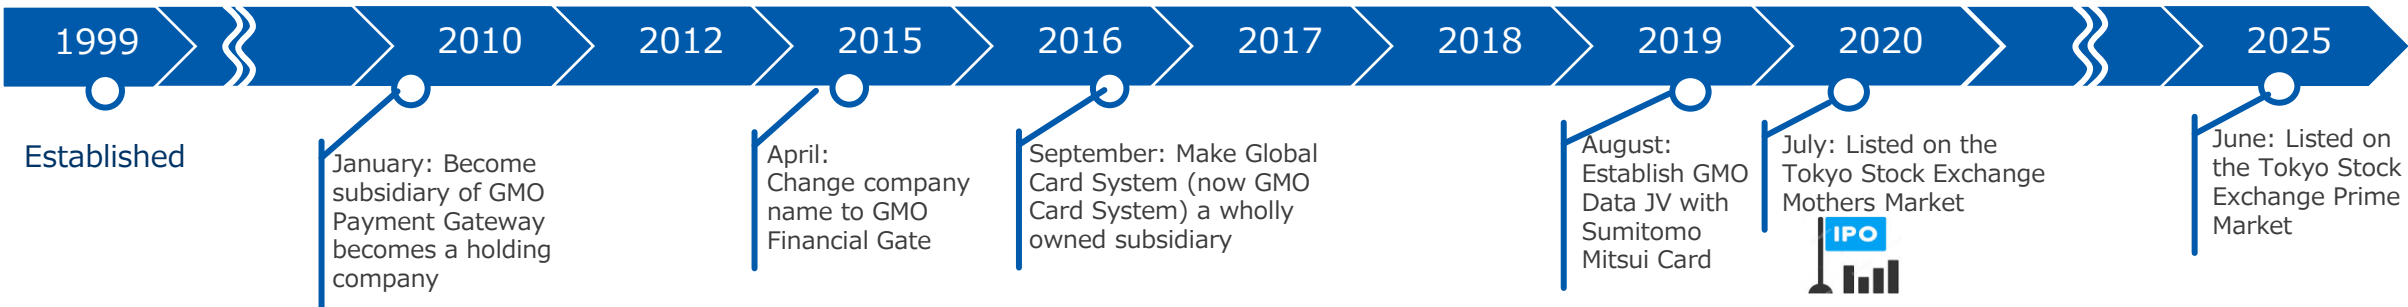 1999
2010
2012
2015
2016
2017
2018
2019
2020
2025
Established
January: Become
subsidiary of GMO
Payment Gateway
becomes a holding
company
April:
Change company
name to GMO
Financial Gate
September: Make Global
Card System (now GMO
Card System) a wholly
owned subsidiary
August:
Establish GMO
Data JV with
Sumitomo
Mitsui Card
July: Listed on the
Tokyo Stock Exchange
Mothers Market
IPO
June: Listed on
the Tokyo Stock
Exchange Prime
Market